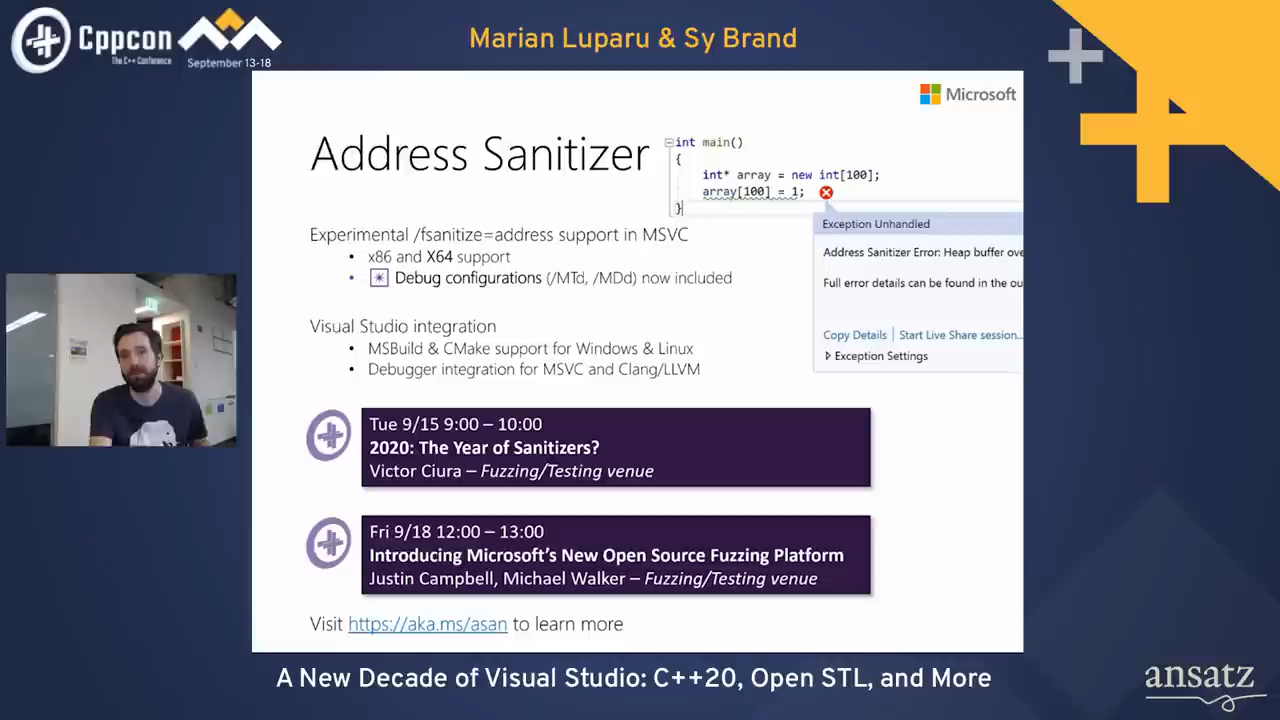 Cppcon
The C++ Conference
September 13-18
Marian Luparu & Sy Brand
Microsoft
Address Sanitizer
int main()
{
int* array = new int[100];
array[100] = 1;
}
Exception Unhandled
Address Sanitizer Error: Heap buffer ove
Full error details can be found in the ou
Copy Details | Start Live Share session...
Exception Settings
Experimental /fsanitize=address support in MSVC
• x86 and X64 support
• Debug configurations (/MTd, /MDd) now included
Visual Studio integration
• MSBuild & CMake support for Windows & Linux
• Debugger integration for MSVC and Clang/LLVM
Tue 9/15 9:00 – 10:00
2020: The Year of Sanitizers?
Victor Ciura – Fuzzing/Testing venue
Fri 9/18 12:00 – 13:00
Introducing Microsoft's New Open Source Fuzzing Platform
Justin Campbell, Michael Walker – Fuzzing/Testing venue
Visit https://aka.ms/asan to learn more
A New Decade of Visual Studio: C++20, Open STL, and More
ansatz